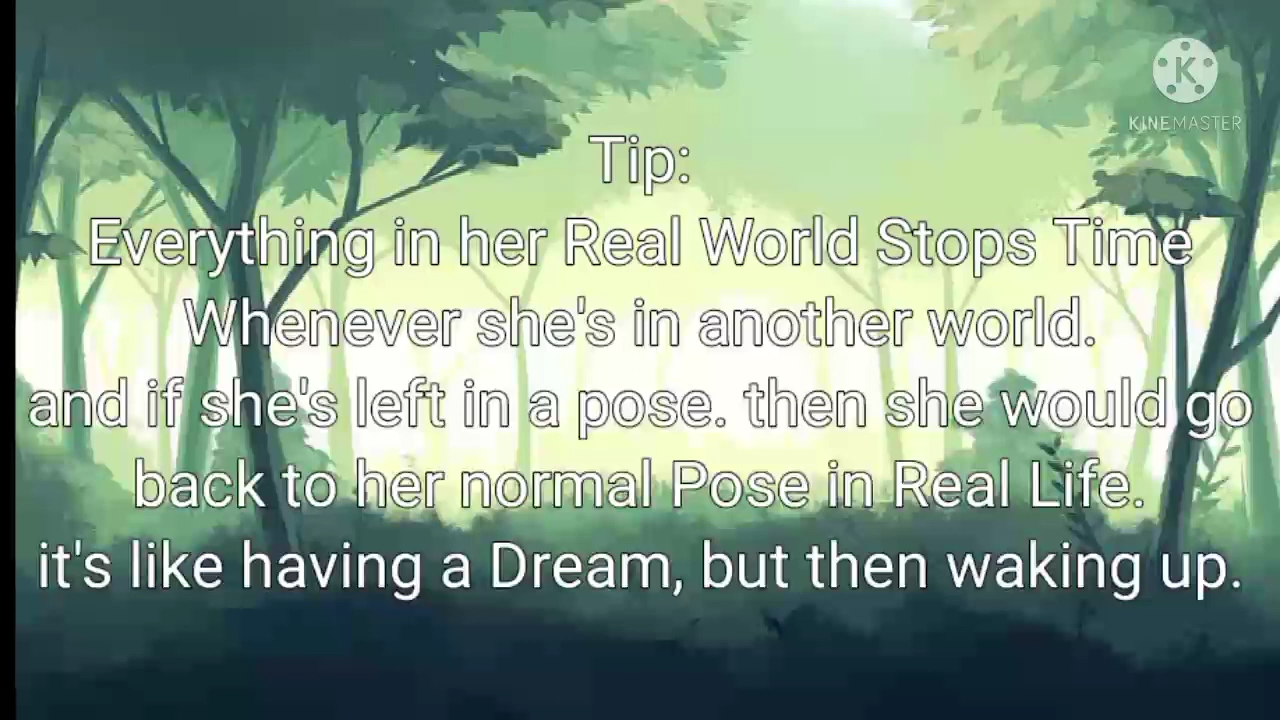 K
KINEMASTER
Tip:
Everything in her Real World Stops Time
Whenever she's in another world.
and if she's left in a pose. then she would go
back to her normal Pose in Real Life.
it's like having a Dream, but then waking up.